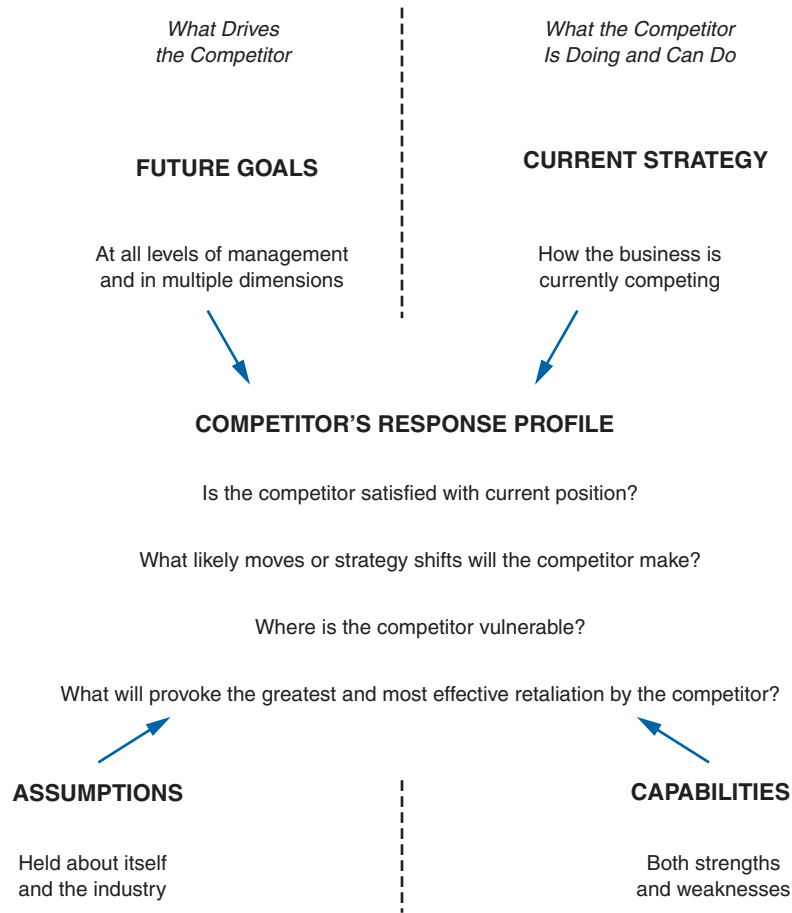 What Drives
the Competitor
What the Competitor
Is Doing and Can Do
FUTURE GOALS
CURRENT STRATEGY
At all levels of management
and in multiple dimensions
How the business is
currently competing
COMPETITOR’S RESPONSE PROFILE
Is the competitor satisfied with current position?
What likely moves or strategy shifts will the competitor make?
Where is the competitor vulnerable?
What will provoke the greatest and most effective retaliation by the competitor?
ASSUMPTIONS
CAPABILITIES
Held about itself
and the industry
Both strengths
and weaknesses